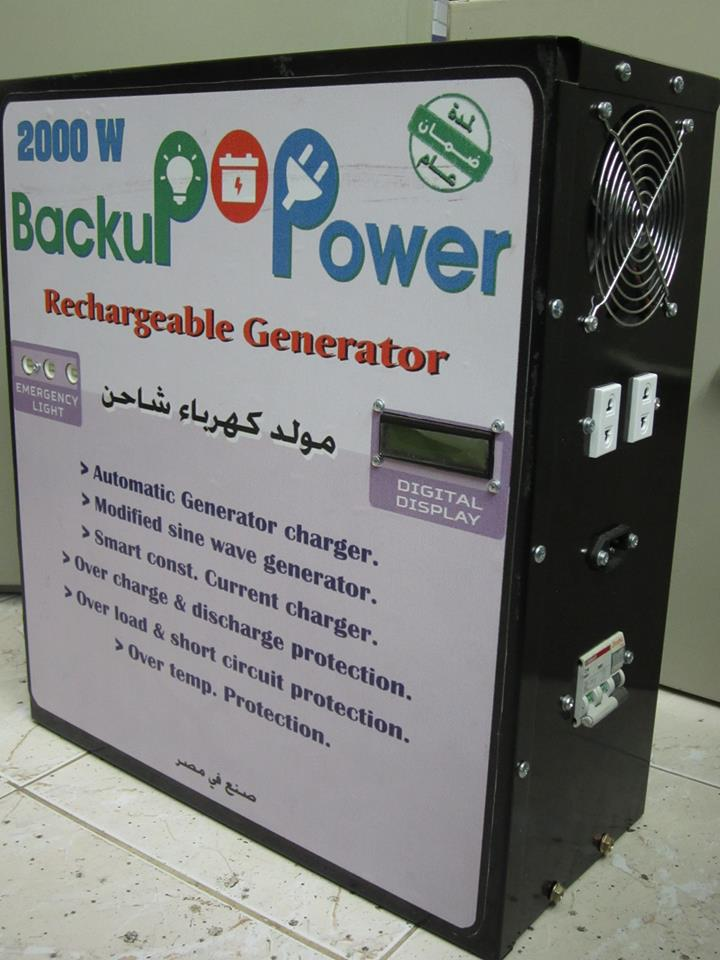 2000 W
لمدة
ضمان
عام
Backup Power
Rechargeable Generator
EMERGENCY
LIGHT
مولد كهرباء شاحن
DIGITAL
DISPLAY
> Automatic Generator charger.
> Modified sine wave generator.
> Smart const. Current charger.
> Over charge & discharge protection.
> Over load & short circuit protection.
> Over temp. Protection.
صنع في مصر